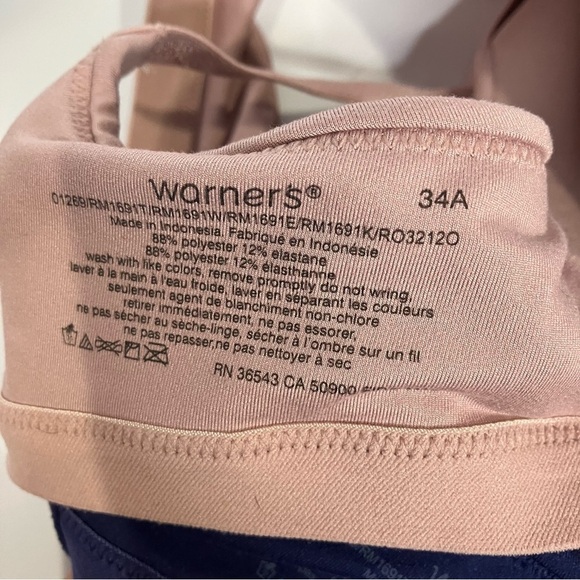 warner's® 34A
01269/RM1691T/RM1691W/RM1691E/RM1691K/RO3212O
Made in Indonesia. Fabriqué en Indonésie
88% polyester 12% elastane
88% polyester 12% élasthanne
wash with like colors, remove promptly do not wring,
laver à la main à l'eau froide, laver en séparant les couleurs
seulement agent de blanchiment non-chlore
retirer immédiatement, ne pas essorer,
ne pas sécher au sèche-linge, sécher à l'ombre sur un fil
ne pas repasser,ne pas nettoyer à sec
RN 36543 CA 50900